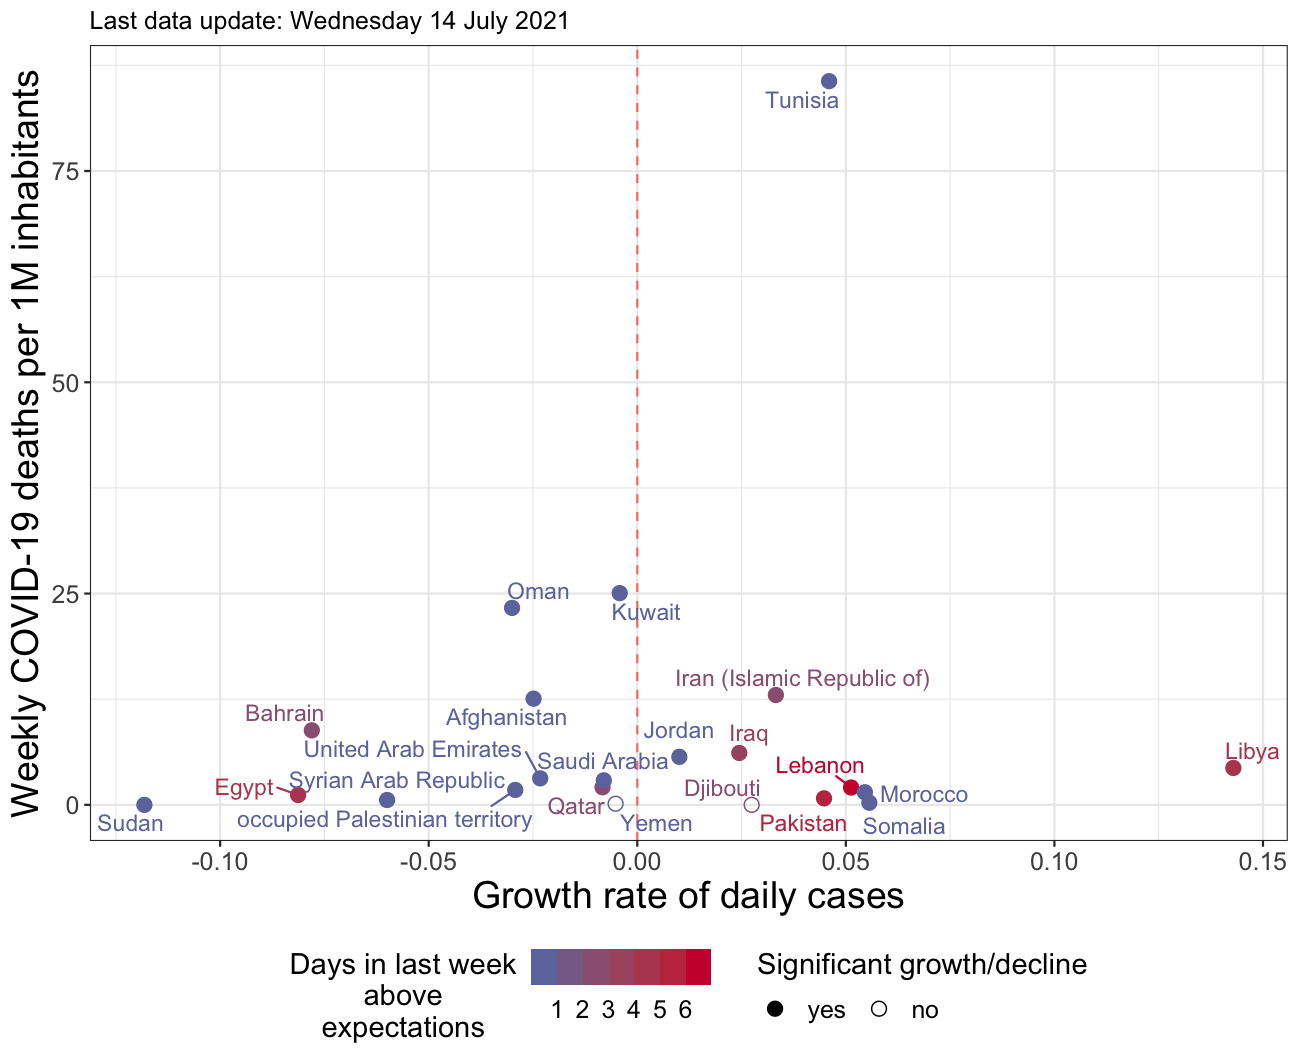 Last data update: Wednesday 14 July 2021
Weekly COVID-19 deaths per 1M inhabitants
75
50
25
0
Tunisia
Oman
Kuwait
Iran (Islamic Republic of)
Bahrain
Afghanistan
Jordan
Iraq
United Arab Emirates
Saudi Arabia
Libya
Lebanon
Syrian Arab Republic
Egypt
Djibouti
Morocco
Qatar
occupied Palestinian territory
Sudan
Yemen
Pakistan
Somalia
-0.10 -0.05 0.00 0.05 0.10 0.15
Growth rate of daily cases
Days in last week
above
expectations
1 2 3 4 5 6
Significant growth/decline
yes no